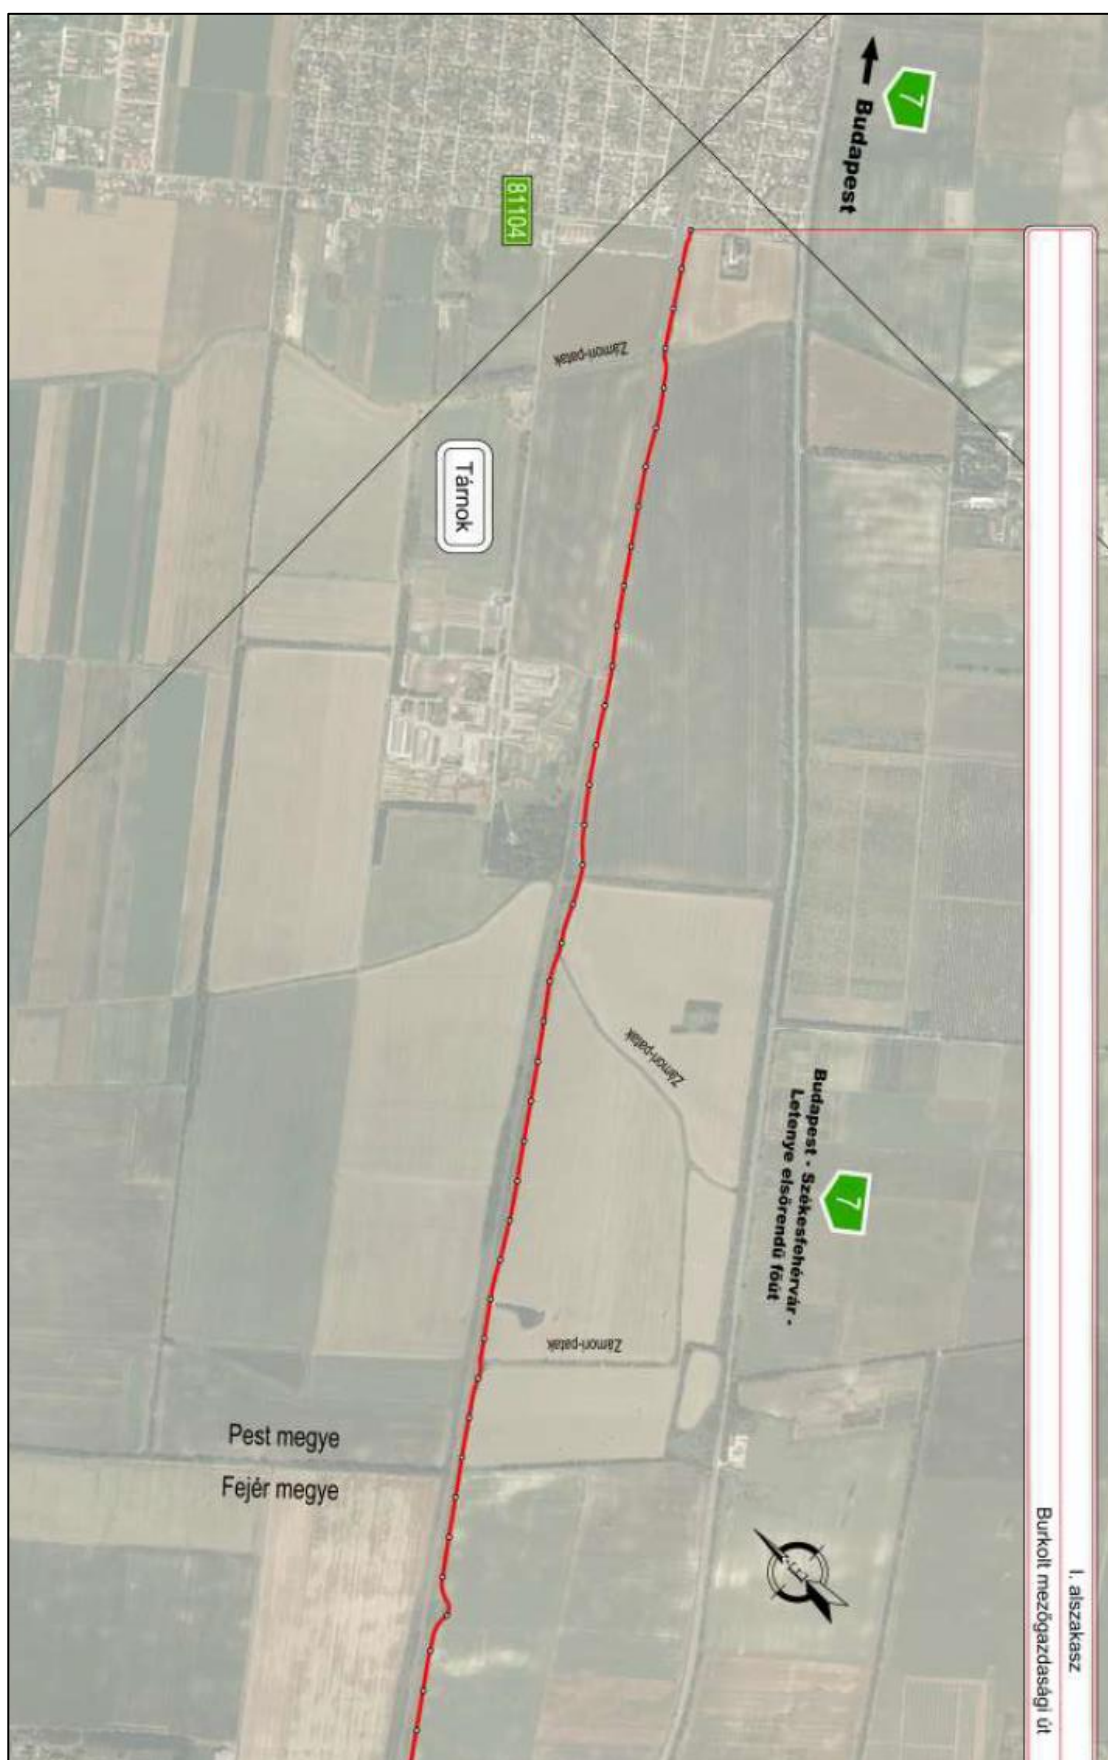 7
Budapest
81104
Zámori-patak
Tárnok
Zámori-patak
Budapest - Székesfehérvár -
Letenye elsőrendű főút
7
Zámori-patak
Pest megye
Fejér megye
I. alszakasz
Burkolt mezőgazdasági út